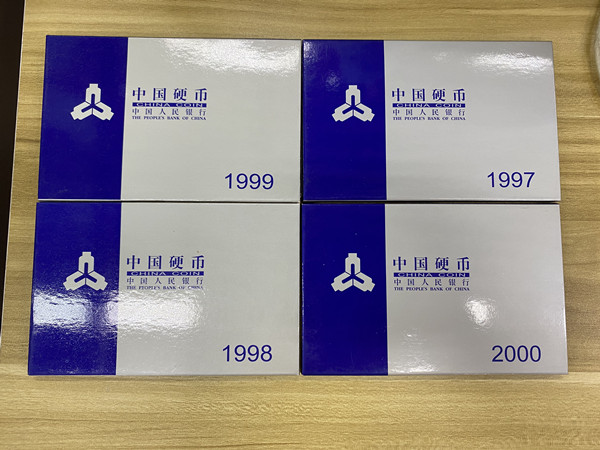 中国硬币
CHINA COIN
中国人民银行
THE PEOPLE'S BANK OF CHINA
1999
中国硬币
CHINA COIN
中国人民银行
THE PEOPLE'S BANK OF CHINA
1997
中国硬币
CHINA COIN
中国人民银行
THE PEOPLE'S BANK OF CHINA
1998
中国硬币
CHINA COIN
中国人民银行
THE PEOPLE'S BANK OF CHINA
2000